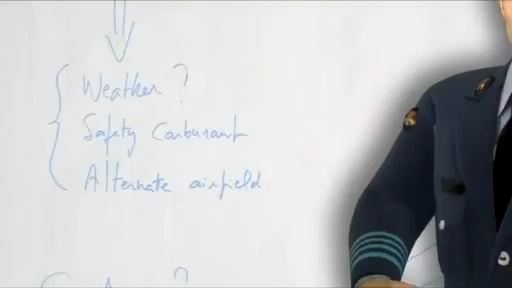 Weather ?
Safety Carburant
Alternate airfield
?